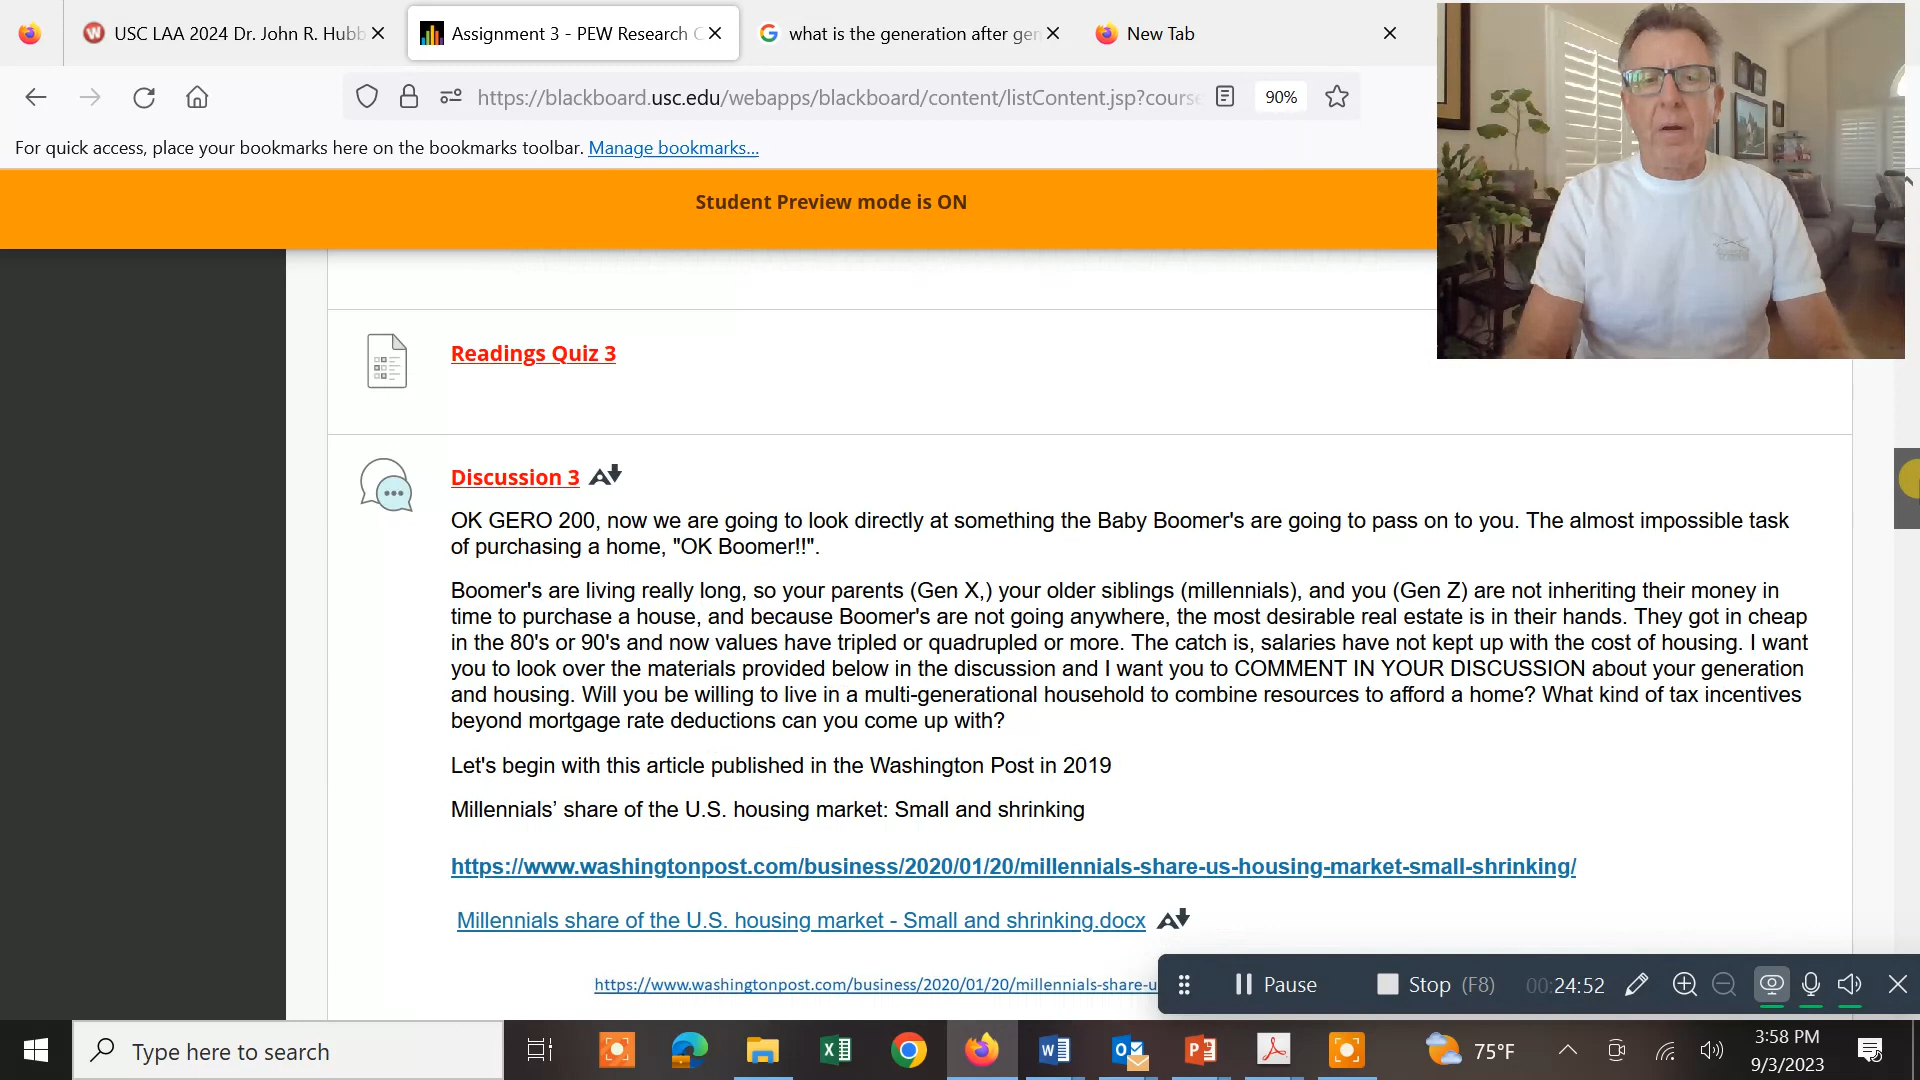 USC LAA 2024 Dr. John R. Hubb
Assignment 3 - PEW Research C
what is the generation after gen
New Tab
https://blackboard.usc.edu/webapps/blackboard/content/listContent.jsp?course
90%
For quick access, place your bookmarks here on the bookmarks toolbar. Manage bookmarks...
Student Preview mode is ON
Readings Quiz 3
Discussion 3
OK GERO 200, now we are going to look directly at something the Baby Boomer's are going to pass on to you. The almost impossible task
of purchasing a home, "OK Boomer!!".
Boomer's are living really long, so your parents (Gen X,) your older siblings (millennials), and you (Gen Z) are not inheriting their money in
time to purchase a house, and because Boomer's are not going anywhere, the most desirable real estate is in their hands. They got in cheap
in the 80's or 90's and now values have tripled or quadrupled or more. The catch is, salaries have not kept up with the cost of housing. I want
you to look over the materials provided below in the discussion and I want you to COMMENT IN YOUR DISCUSSION about your generation
and housing. Will you be willing to live in a multi-generational household to combine resources to afford a home? What kind of tax incentives
beyond mortgage rate deductions can you come up with?
Let's begin with this article published in the Washington Post in 2019
Millennials’ share of the U.S. housing market: Small and shrinking
https://www.washingtonpost.com/business/2020/01/20/millennials-share-us-housing-market-small-shrinking/
Millennials share of the U.S. housing market - Small and shrinking.docx
https://www.washingtonpost.com/business/2020/01/20/millennials-share-u
Pause
Stop (F8)
00:24:52
Type here to search
75°F
3:58 PM
9/3/2023